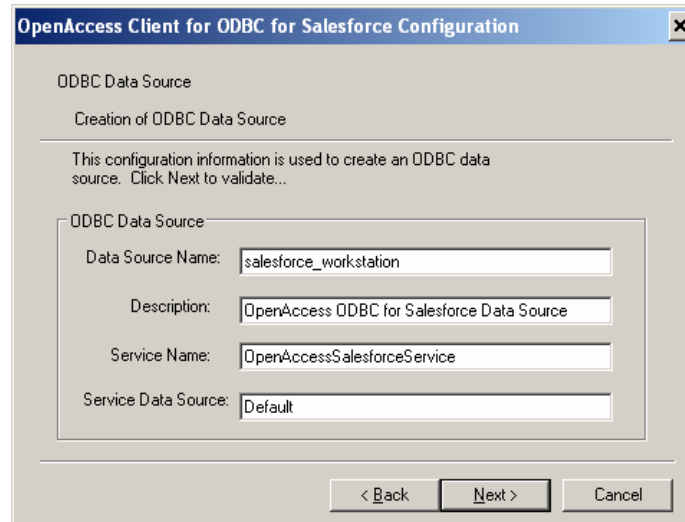 OpenAccess Client for ODBC for Salesforce Configuration
ODBC Data Source
Creation of ODBC Data Source
This configuration information is used to create an ODBC data
source. Click Next to validate...
ODBC Data Source
Data Source Name: salesforce_workstation
Description: OpenAccess ODBC for Salesforce Data Source
Service Name: OpenAccessSalesforceService
Service Data Source: Default
< Back Next > Cancel